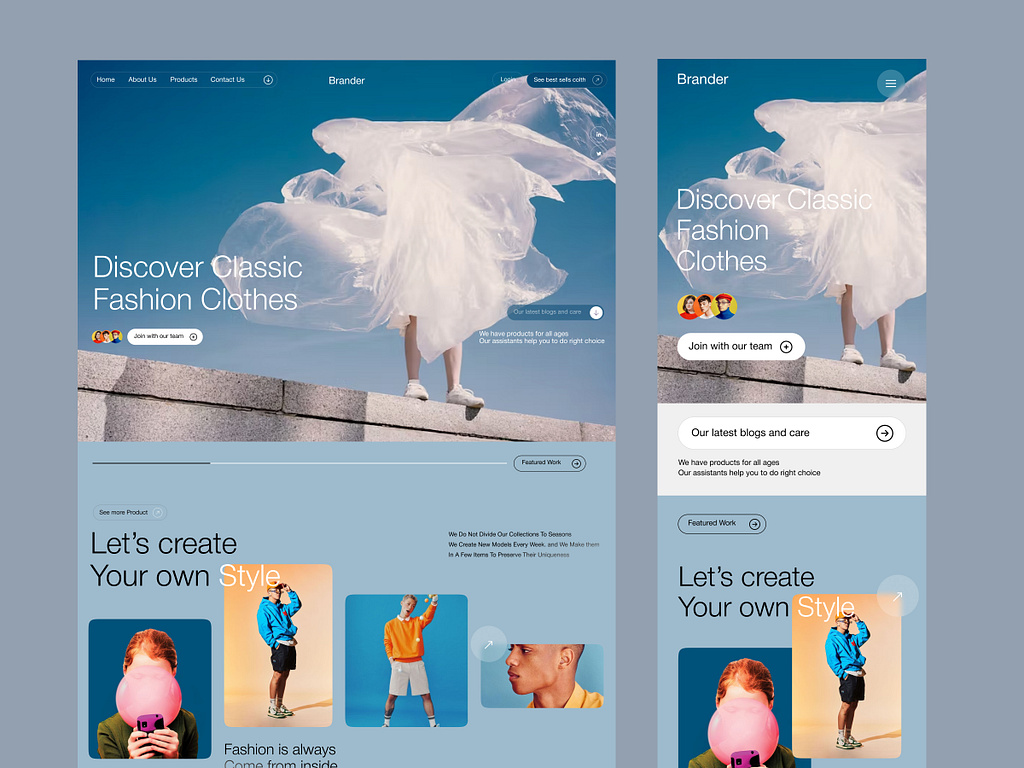 Home About Us Products Contact Us
Brander
Login
See best sells colth
Discover Classic
Fashion Clothes
Join with our team
Our latest blogs and care
We have products for all ages
Our assistants help you to do right choice
Featured Work
See more Product
Let's create
Your own Style
We Do Not Divide Our Collections To Seasons
We Create New Models Every Week. and We Make them
In A Few Items To Preserve Their Uniqueness
Fashion is always
Come from inside
Brander
Discover Classic
Fashion
Clothes
Join with our team
Our latest blogs and care
We have products for all ages
Our assistants help you to do right choice
Featured Work
Let's create
Your own Style